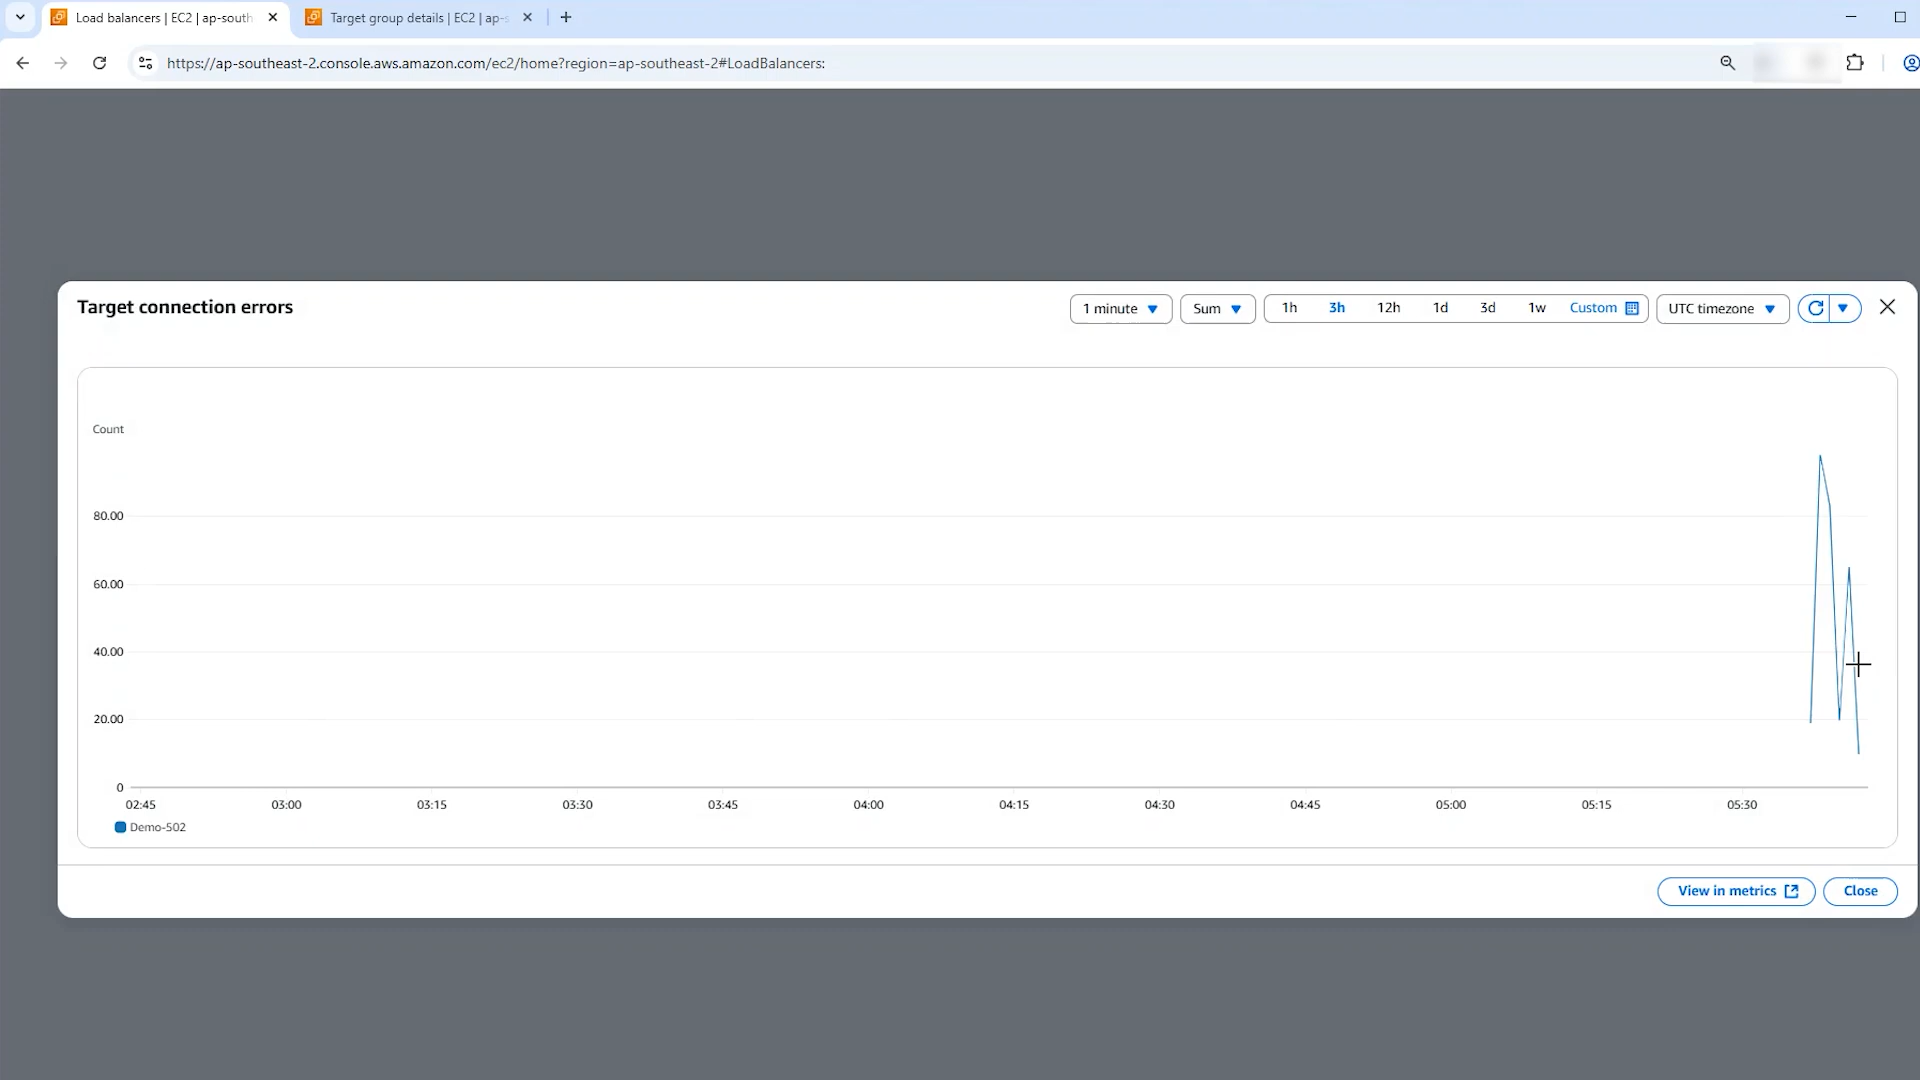 Load balancers | EC2 | ap-south
Target group details | EC2 | ap-s
https://ap-southeast-2.console.aws.amazon.com/ec2/home?region=ap-southeast-2#LoadBalancers:
Target connection errors
1 minute
Sum
1h
3h
12h
1d
3d
1w
Custom
UTC timezone
Count
80.00
60.00
40.00
20.00
0
02:45
03:00
03:15
03:30
03:45
04:00
04:15
04:30
04:45
05:00
05:15
05:30
Demo-502
View in metrics
Close